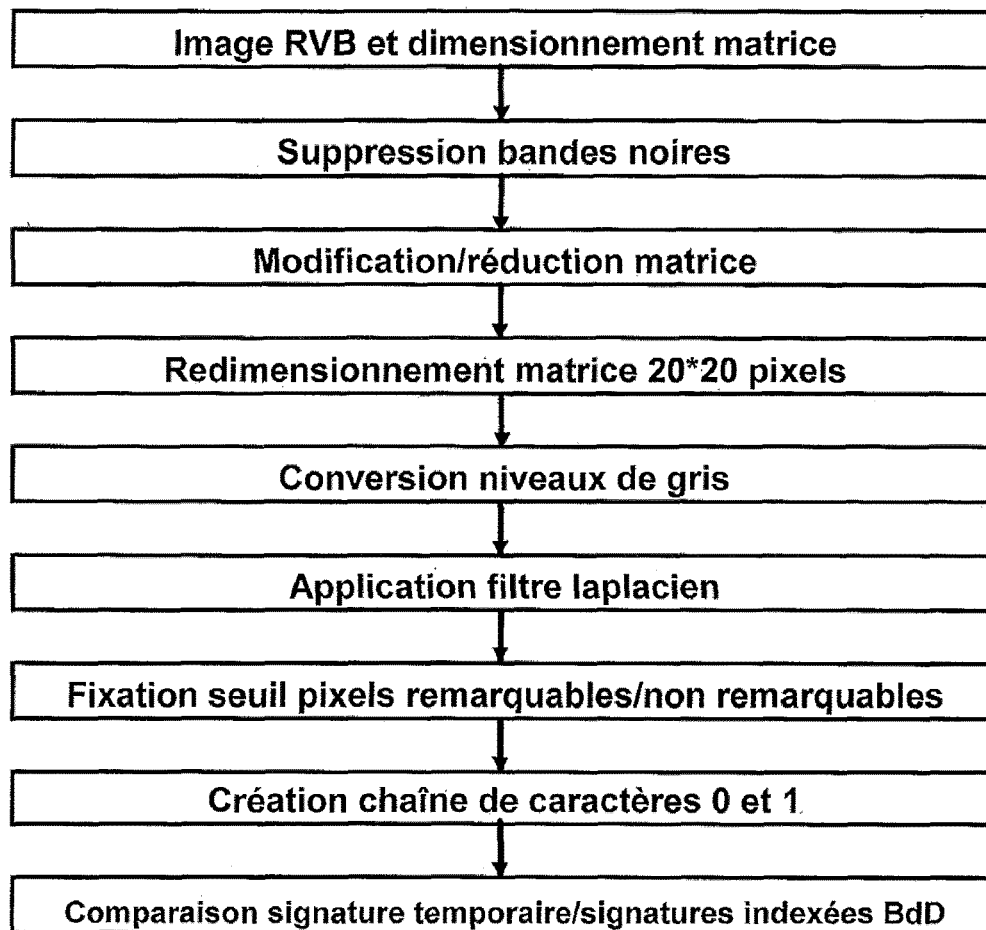 Image RVB et dimensionnement matrice
Suppression bandes noires
Modification/réduction matrice
Redimensionnement matrice 20*20 pixels
Conversion niveaux de gris
Application filtre laplacien
Fixation seuil pixels remarquables/non remarquables
Création chaîne de caractères 0 et 1
Comparaison signature temporaire/signatures indexées BdD